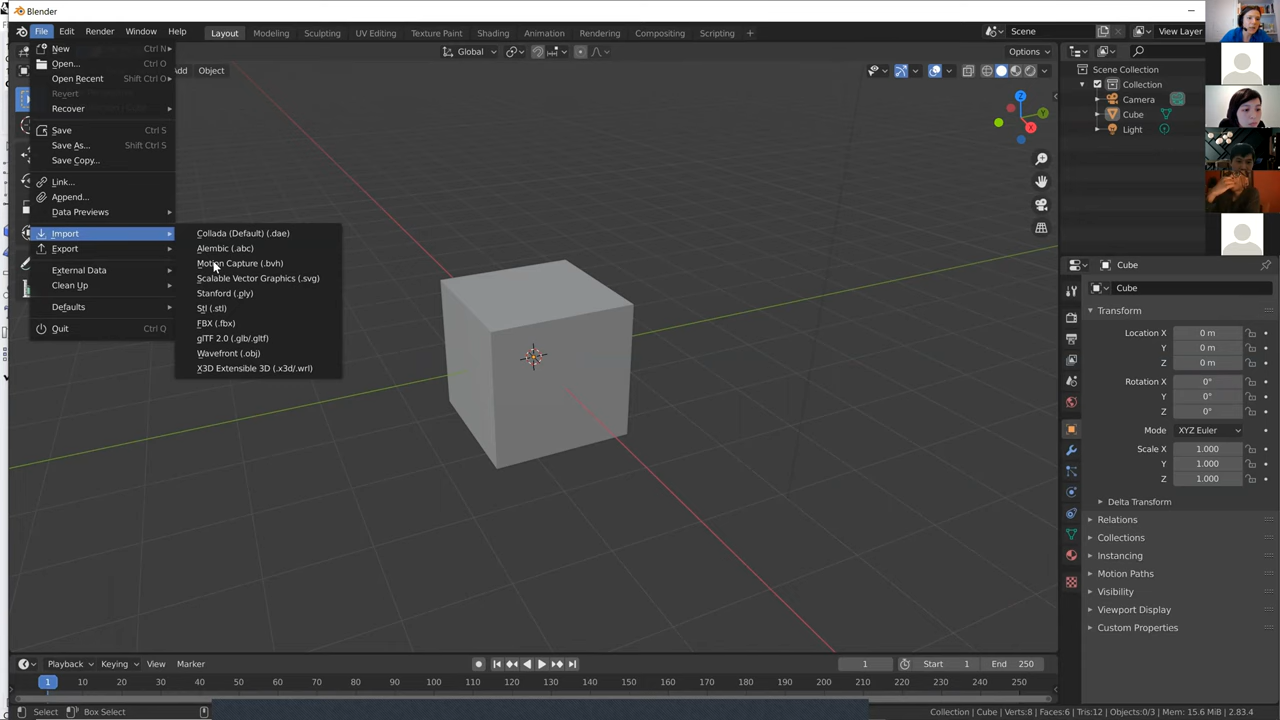 Blender
File Edit Render Window Help
Layout Modeling Sculpting UV Editing Texture Paint Shading Animation Rendering Compositing Scripting +
Scene
View Layer
Global
Options
Add Object
New Ctrl N
Open... Ctrl O
Open Recent Shift Ctrl O
Revert
Recover
Save Ctrl S
Save As... Shift Ctrl S
Save Copy...
Link...
Append...
Data Previews
Import
Export
External Data
Clean Up
Defaults
Quit Ctrl Q
Collada (Default) (.dae)
Alembic (.abc)
Motion Capture (.bvh)
Scalable Vector Graphics (.svg)
Stanford (.ply)
Stl (.stl)
FBX (.fbx)
glTF 2.0 (.glb/.gltf)
Wavefront (.obj)
X3D Extensible 3D (.x3d/.wrl)
Z
Y
X
Scene Collection
Collection
Camera
Cube
Light
Cube
Cube
Transform
Location X 0 m
Y 0 m
Z 0 m
Rotation X 0°
Y 0°
Z 0°
Mode XYZ Euler
Scale X 1.000
Y 1.000
Z 1.000
Delta Transform
Relations
Collections
Instancing
Motion Paths
Visibility
Viewport Display
Custom Properties
Playback Keying View Marker
1 Start 1 End 250
1 10 20 30 40 50 60 70 80 90 100 110 120 130 140 150 160 170 180 190 200 210 220 230 240 250
Select Box Select
Collection | Cube | Verts:8 | Faces:6 | Tris:12 | Objects:0/3 | Mem: 15.6 MiB | 2.83.4